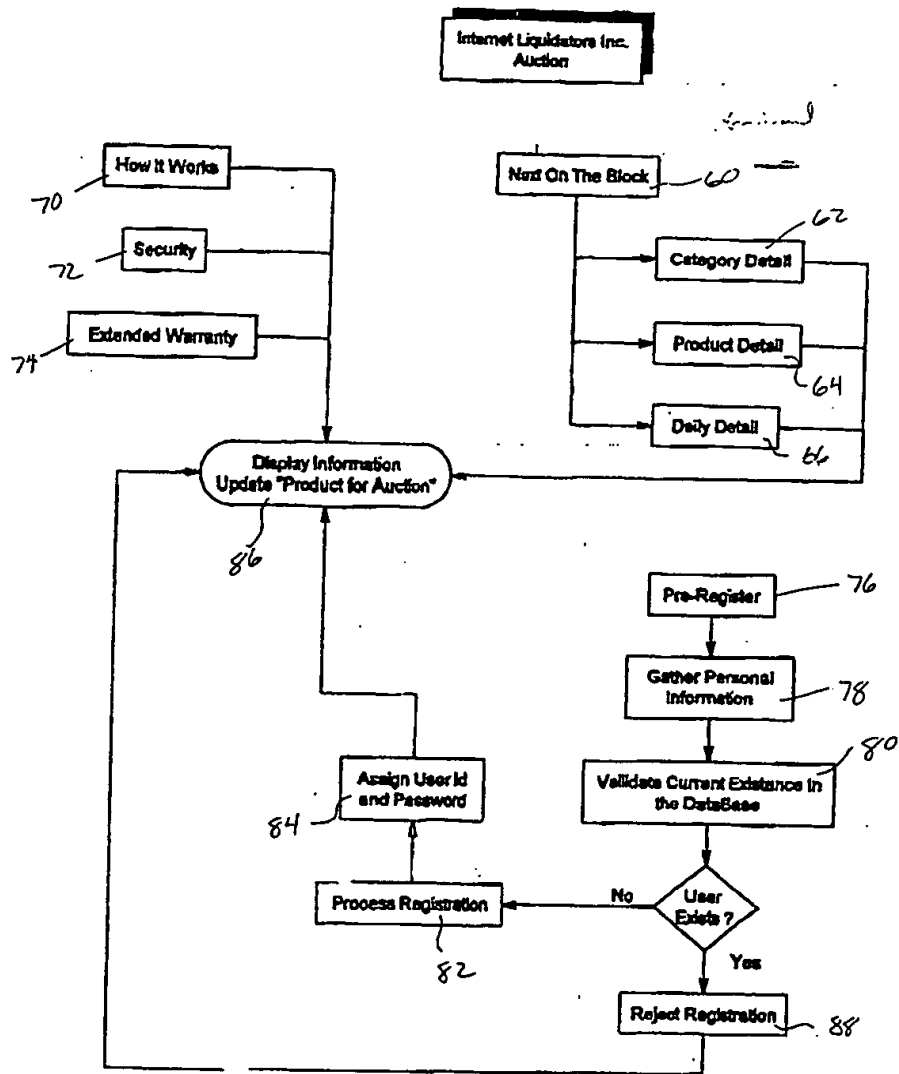 Internet Liquidators Inc.
Auction
How It Works
70
Next On The Block
60
Security
72
62
Category Detail
Extended Warranty
74
Product Detail
64
Daily Detail
66
Display Information
Update "Product for Auction"
86
Pre-Register
76
Gather Personal
Information
78
80
Validate Current Existance in
the DataBase
Assign User Id
and Password
84
User
Exists ?
No
Process Registration
82
Yes
Reject Registration
88